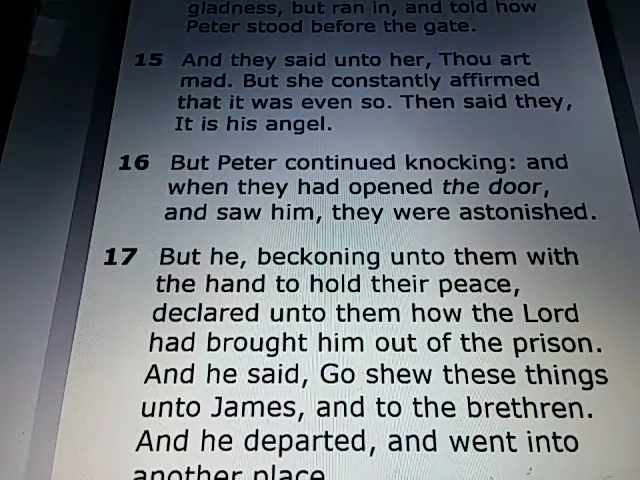 gladness, but ran in, and told how
Peter stood before the gate.
15 And they said unto her, Thou art
mad. But she constantly affirmed
that it was even so. Then said they,
It is his angel.
16 But Peter continued knocking: and
when they had opened the door,
and saw him, they were astonished.
17 But he, beckoning unto them with
the hand to hold their peace,
declared unto them how the Lord
had brought him out of the prison.
And he said, Go shew these things
unto James, and to the brethren.
And he departed, and went into
another place